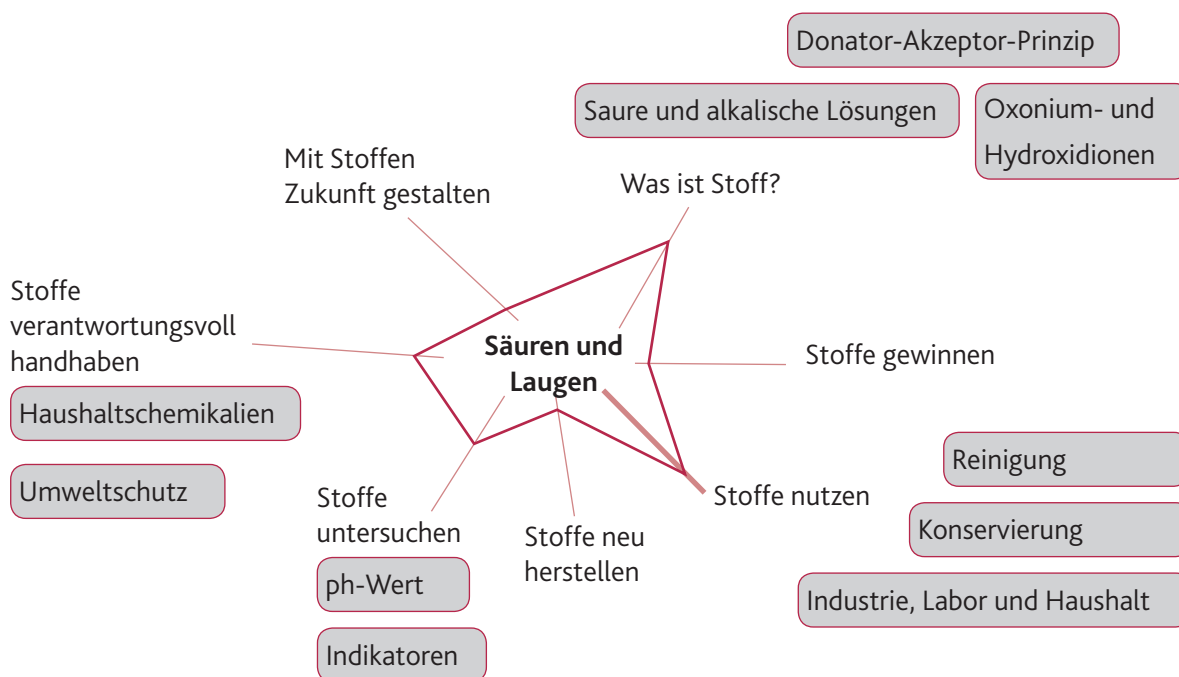 Donator-Akzeptor-Prinzip
Saure und alkalische Lösungen
Oxonium- und
Hydroxidionen
Mit Stoffen
Zukunft gestalten
Was ist Stoff?
Stoffe
verantwortungsvoll
handhaben
Säuren und
Laugen
Stoffe gewinnen
Haushaltschemikalien
Umweltschutz
Stoffe
untersuchen
Stoffe neu
herstellen
Stoffe nutzen
Reinigung
Konservierung
Industrie, Labor und Haushalt
ph-Wert
Indikatoren